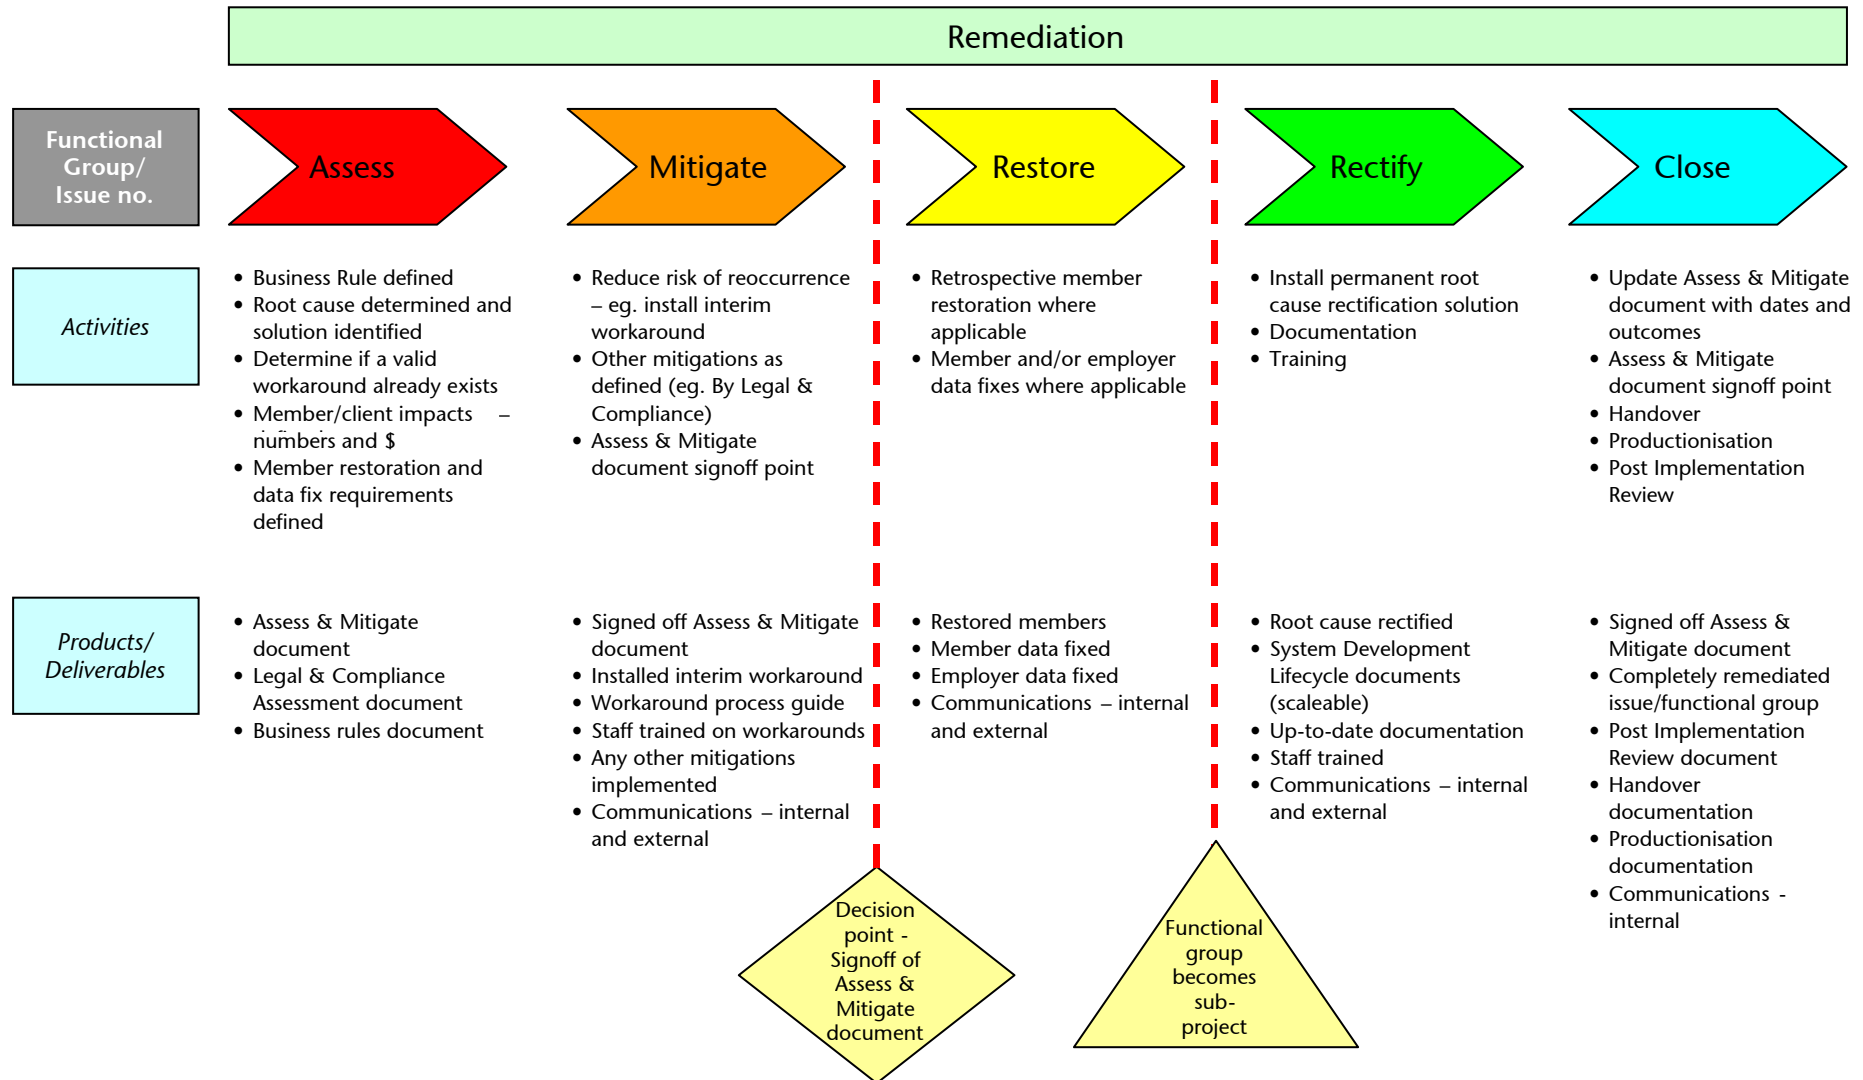 Remediation
Functional
Group/
Issue no.
Assess
Mitigate
Restore
Rectify
Close
Activities
• Business Rule defined
• Root cause determined and
solution identified
• Determine if a valid
workaround already exists
• Member/client impacts –
numbers and $
• Member restoration and
data fix requirements
defined
• Reduce risk of reoccurrence
– eg. install interim
workaround
• Other mitigations as
defined (eg. By Legal &
Compliance)
• Assess & Mitigate
document signoff point
• Retrospective member
restoration where
applicable
• Member and/or employer
data fixes where applicable
• Install permanent root
cause rectification solution
• Documentation
• Training
• Update Assess & Mitigate
document with dates and
outcomes
• Assess & Mitigate
document signoff point
• Handover
• Productionisation
• Post Implementation
Review
Products/
Deliverables
• Assess & Mitigate
document
• Legal & Compliance
Assessment document
• Business rules document
• Signed off Assess & Mitigate
document
• Installed interim workaround
• Workaround process guide
• Staff trained on workarounds
• Any other mitigations
implemented
• Communications – internal
and external
• Restored members
• Member data fixed
• Employer data fixed
• Communications – internal
and external
• Root cause rectified
• System Development
Lifecycle documents
(scaleable)
• Up-to-date documentation
• Staff trained
• Communications – internal
and external
• Signed off Assess &
Mitigate document
• Completely remediated
issue/functional group
• Post Implementation
Review document
• Handover
documentation
• Productionisation
documentation
• Communications -
internal
Decision
point -
Signoff of
Assess &
Mitigate
document
Functional
group
becomes
sub-
project